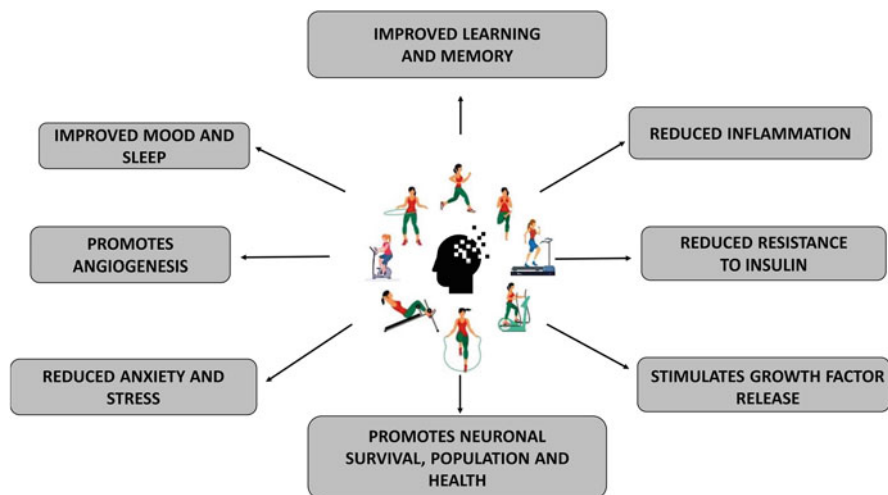 IMPROVED LEARNING
AND MEMORY
IMPROVED MOOD AND
SLEEP
REDUCED INFLAMMATION
PROMOTES
ANGIOGENESIS
REDUCED RESISTANCE
TO INSULIN
REDUCED ANXIETY AND
STRESS
STIMULATES GROWTH FACTOR
RELEASE
PROMOTES NEURONAL
SURVIVAL, POPULATION AND
HEALTH